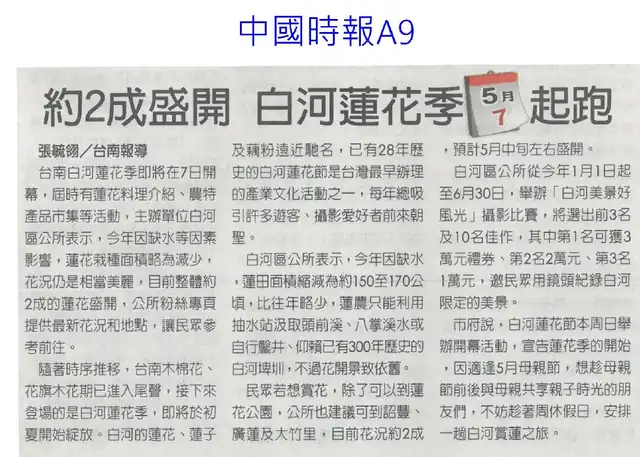 中國時報A9
約2成盛開 白河蓮花季 5月7 起跑
張毓翎／台南報導
台南白河蓮花季即將在7日開
幕，屆時有蓮花料理介紹、農特
產品市集等活動，主辦單位白河
區公所表示，今年因缺水等因素
影響，蓮花栽種面積略為減少，
花況仍是相當美麗，目前整體約
2成的蓮花盛開，公所粉絲專頁
提供最新花況和地點，讓民眾參
考前往。
隨著時序推移，台南木棉花、
花旗木花期已進入尾聲，接下來
登場的是白河蓮花季，即將於初
夏開始綻放。白河的蓮花、蓮子
及藕粉遠近馳名，已有28年歷
史的白河蓮花節是台灣最早辦理
的產業文化活動之一，每年總吸
引許多遊客、攝影愛好者前來朝
聖。
白河區公所表示，今年因缺水
，蓮田面積縮減為約150至170公
頃，比往年略少，蓮農只能利用
抽水站汲取頭前溪、八掌溪水或
自行鑿井、仰賴已有300年歷史的
白河埤圳，不過花開景致依舊。
民眾若想賞花，除了可以到蓮
花公園，公所也建議可到詔豐、
廣蓮及大竹里，目前花況約2成
，預計5月中旬左右盛開。
白河區公所從今年1月1日起
至6月30日，舉辦「白河美景好
風光」攝影比賽，將選出前3名
及10名佳作，其中第1名可獲3
萬元禮券、第2名2萬元、第3名
1萬元，邀民眾用鏡頭紀錄白河
限定的美景。
市府說，白河蓮花節本周日舉
辦開幕活動，宣告蓮花季的開始
，因適逢5月母親節，想趁母親
節前後與母親共享親子時光的朋
友們，不妨趁著周休假日，安排
一趟白河賞蓮之旅。